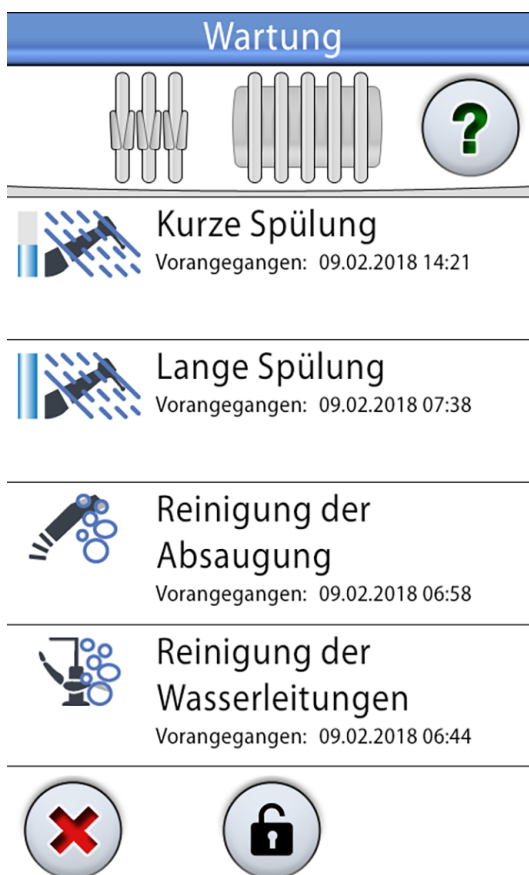 Wartung
?
Kurze Spülung
Vorangegangen: 09.02.2018 14:21
Lange Spülung
Vorangegangen: 09.02.2018 07:38
Reinigung der
Absaugung
Vorangegangen: 09.02.2018 06:58
Reinigung der
Wasserleitungen
Vorangegangen: 09.02.2018 06:44